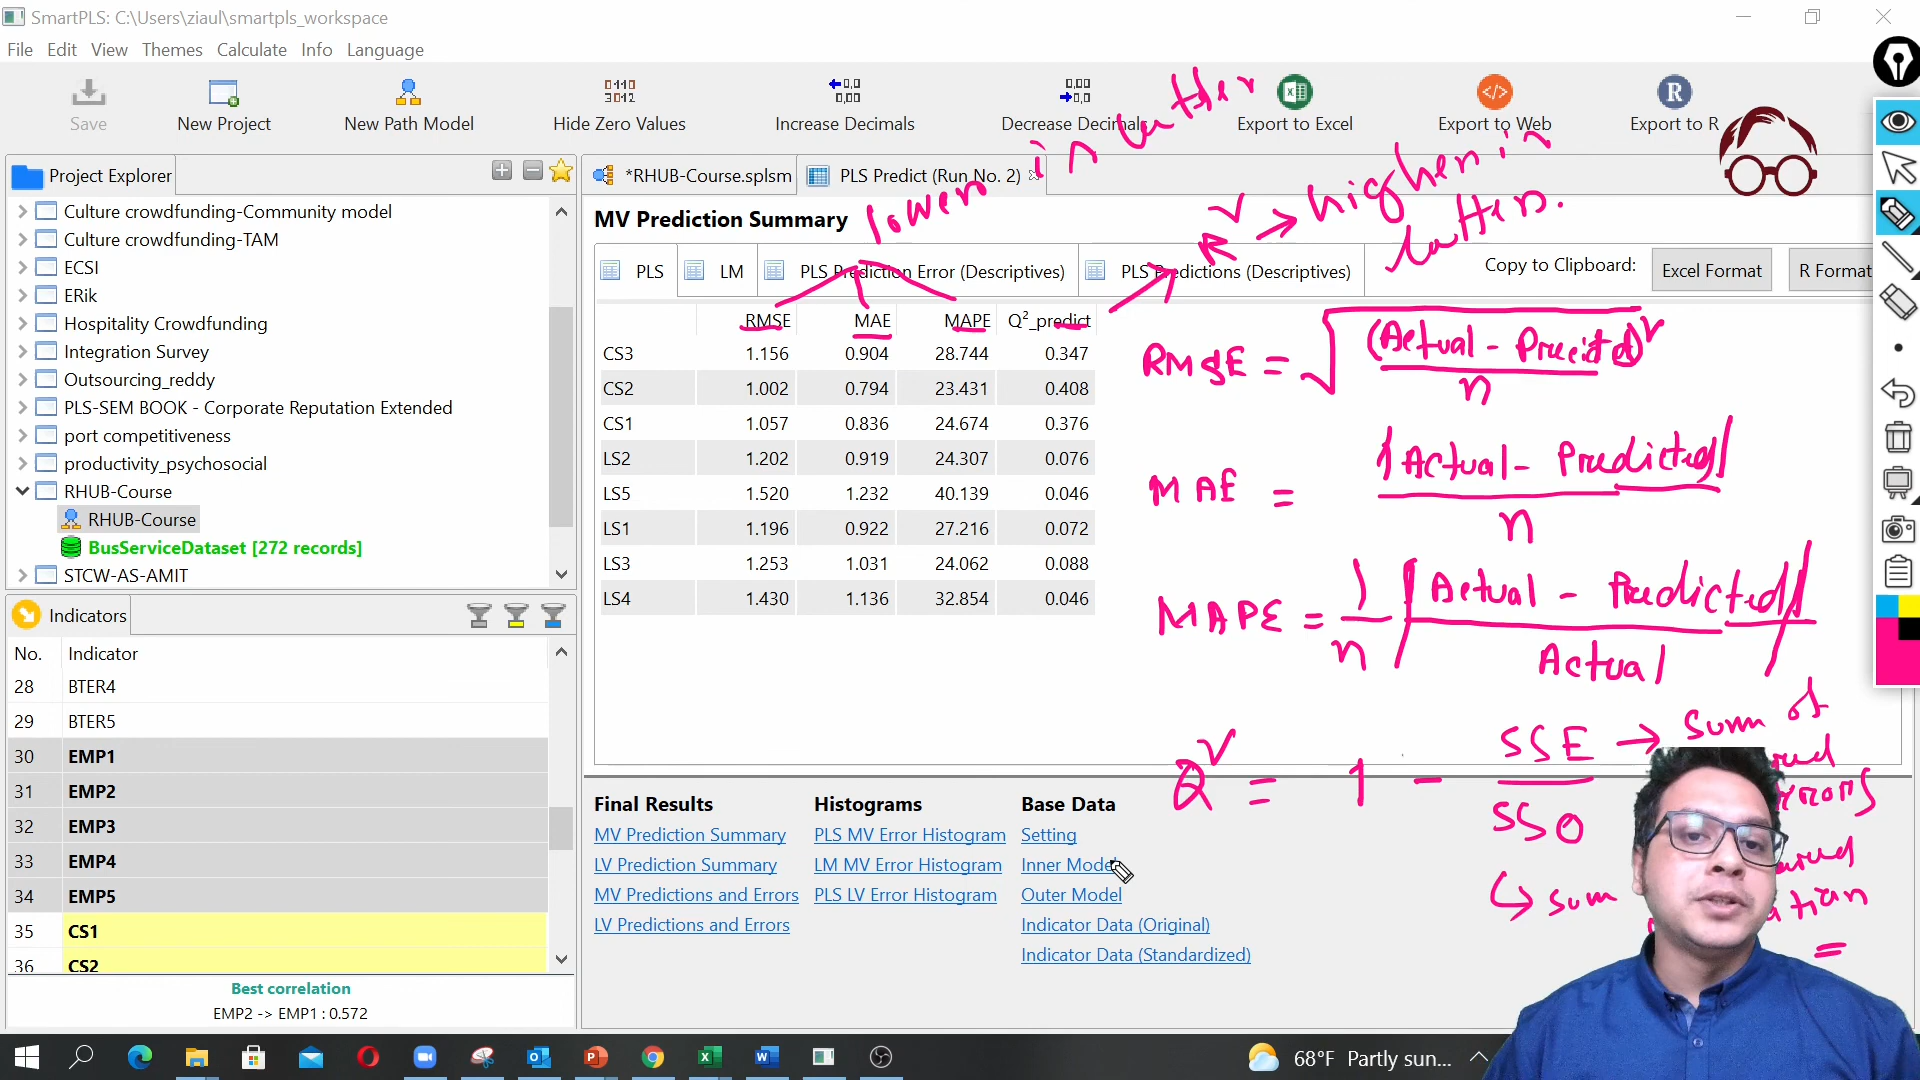 SmartPLS: C:\Users\ziaul\smartpls_workspace
File Edit View Themes Calculate Info Language
Save
New Project
New Path Model
Hide Zero Values
Increase Decimals
Decrease Decimals
Export to Excel
Export to Web
Export to R
Project Explorer
Culture crowdfunding-Community model
Culture crowdfunding-TAM
ECSI
ERik
Hospitality Crowdfunding
Integration Survey
Outsourcing_reddy
PLS-SEM BOOK - Corporate Reputation Extended
port competitiveness
productivity_psychosocial
RHUB-Course
RHUB-Course
BusServiceDataset [272 records]
STCW-AS-AMIT
Indicators
No. Indicator
28 BTER4
29 BTER5
30 EMP1
31 EMP2
32 EMP3
33 EMP4
34 EMP5
35 CS1
36 CS2
Best correlation
EMP2 -> EMP1 : 0.572
*RHUB-Course.splsm
PLS Predict (Run No. 2)
MV Prediction Summary
PLS
LM
PLS Prediction Error (Descriptives)
PLS Predictions (Descriptives)
Copy to Clipboard:
Excel Format
R Format
RMSE MAE MAPE Q²_predict
CS3 1.156 0.904 28.744 0.347
CS2 1.002 0.794 23.431 0.408
CS1 1.057 0.836 24.674 0.376
LS2 1.202 0.919 24.307 0.076
LS5 1.520 1.232 40.139 0.046
LS1 1.196 0.922 27.216 0.072
LS3 1.253 1.031 24.062 0.088
LS4 1.430 1.136 32.854 0.046
lower
is
→ higher is
RMSE = √
(Actual - )²
n
MAE =
|Actual - Predicted|
n
MAPE = 1
n
|Actual - Predicted|
Actual
Q² = 1 - SSE → Sum of
SSO
↳ sum
Final Results
MV Prediction Summary
LV Prediction Summary
MV Predictions and Errors
LV Predictions and Errors
Histograms
PLS MV Error Histogram
LM MV Error Histogram
PLS LV Error Histogram
Base Data
Setting
Inner Model
Outer Model
Indicator Data (Original)
Indicator Data (Standardized)
68°F Partly sun...